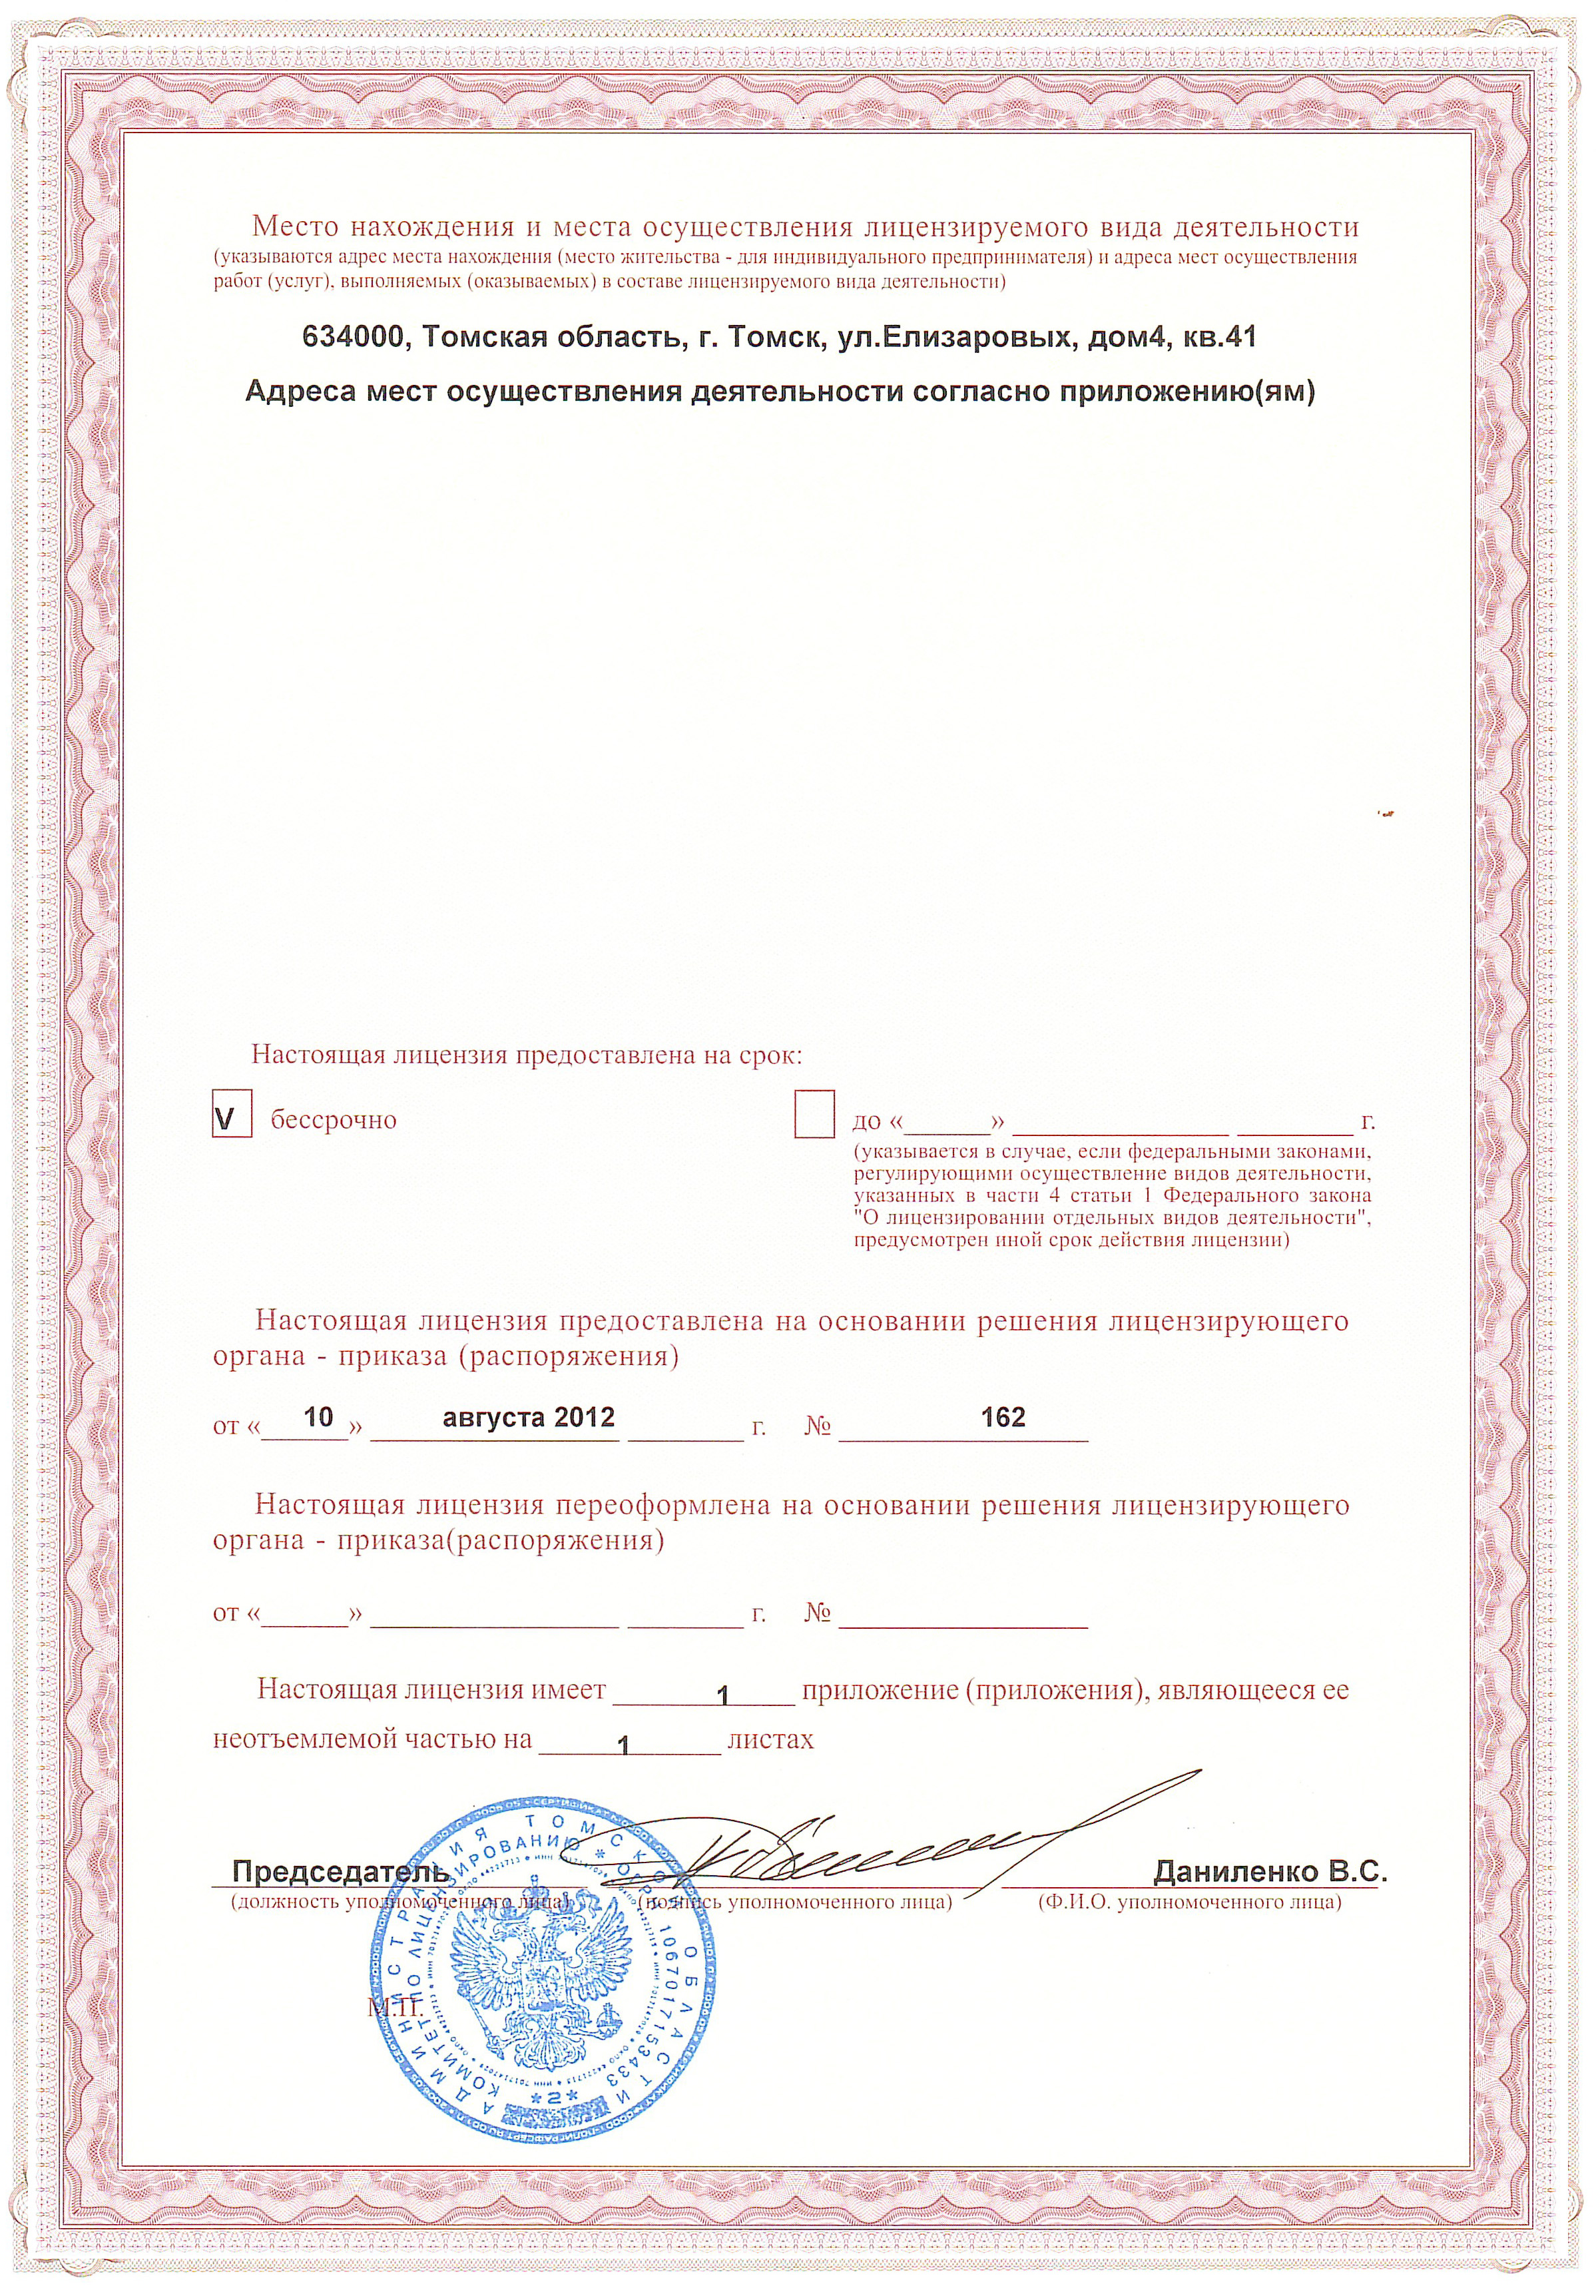 Место нахождения и места осуществления лицензируемого вида деятельности
(указываются адрес места нахождения (место жительства - для индивидуального предпринимателя) и адреса мест осуществления
работ (услуг), выполняемых (оказываемых) в составе лицензируемого вида деятельности)
634000, Томская область, г. Томск, ул.Елизаровых, дом4, кв.41
Адреса мест осуществления деятельности согласно приложению(ям)
Настоящая лицензия предоставлена на срок:
V бессрочно
до «______» _______________ ________ г.
(указывается в случае, если федеральными законами,
регулирующими осуществление видов деятельности,
указанных в части 4 статьи 1 Федерального закона
"О лицензировании отдельных видов деятельности",
предусмотрен иной срок действия лицензии)
Настоящая лицензия предоставлена на основании решения лицензирующего
органа - приказа (распоряжения)
от « 10 » августа 2012 г. № 162
Настоящая лицензия переоформлена на основании решения лицензирующего
органа - приказа(распоряжения)
от «______» _________________ ________ г. № _________________
Настоящая лицензия имеет 1 приложение (приложения), являющееся ее
неотъемлемой частью на 1 листах
Председатель Даниленко В.С.
(должность уполномоченного лица) (подпись уполномоченного лица) (Ф.И.О. уполномоченного лица)
М.П.
АДМИНИСТРАЦИЯ ТОМСКОЙ ОБЛАСТИ
КОМИТЕТ ПО ЛИЦЕНЗИРОВАНИЮ * ОГРН 1067017153433
*2*